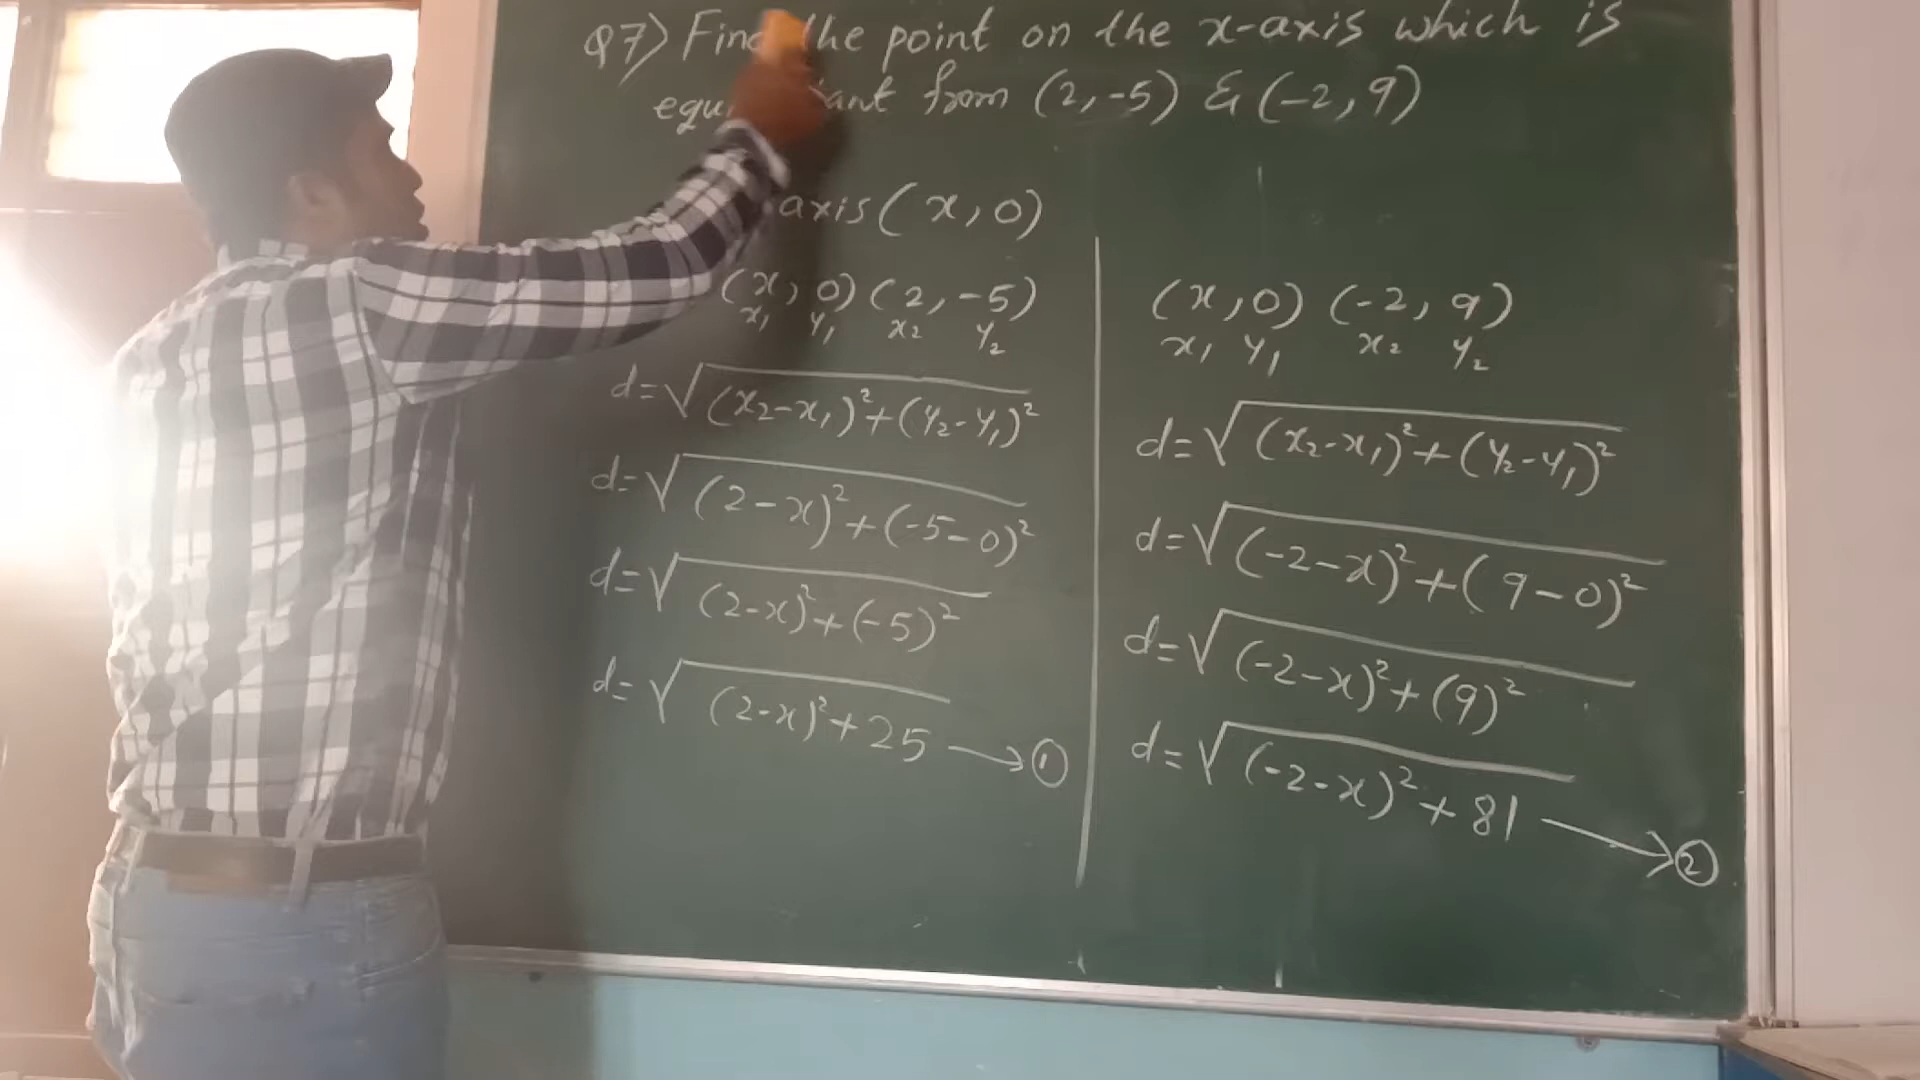 Q7) Find the point on the x-axis which is
from (2,-5) & (-2,9)
axis (x,0)
(x,0) (2,-5)
x₁ y₁ x₂ y₂
d=√(x₂-x₁)²+(y₂-y₁)²
d=√(2-x)²+(-5-0)²
d=√(2-x)²+(-5)²
d=√(2-x)²+25 → ①
(x,0) (-2,9)
x₁ y₁ x₂ y₂
d=√(x₂-x₁)²+(y₂-y₁)²
d=√(-2-x)²+(9-0)²
d=√(-2-x)²+(9)²
d=√(-2-x)²+81 → ②